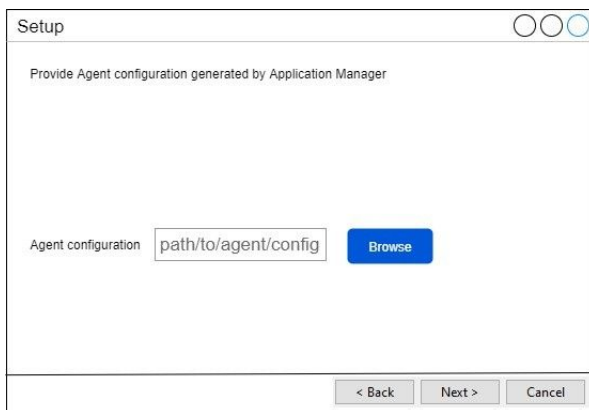 Setup
Provide Agent configuration generated by Application Manager
Agent configuration path/to/agent/config Browse
< Back Next > Cancel